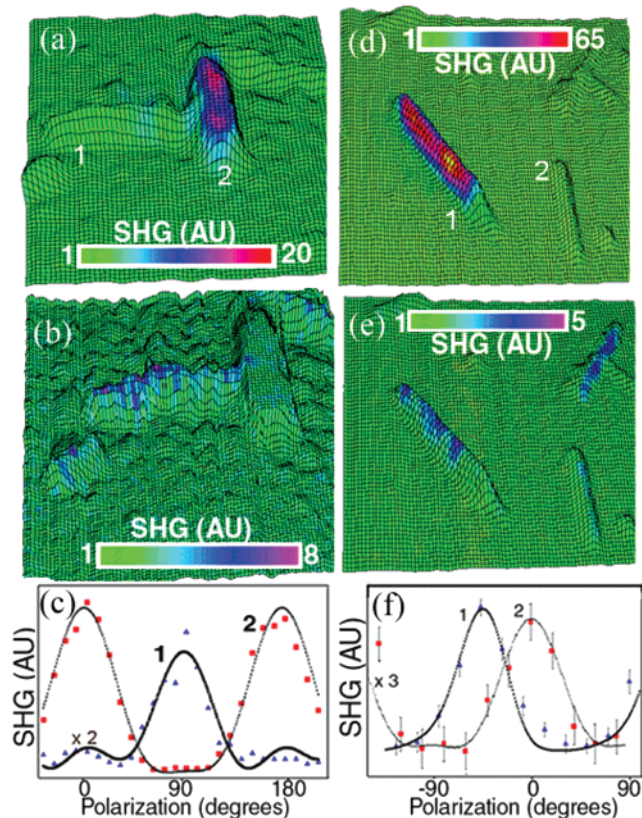 (a)
1
2
SHG (AU)
1 20
(d)
1 65
SHG (AU)
2
1
(b)
SHG (AU)
1 8
(e)
1 5
SHG (AU)
(c)
2
1
x 2
SHG (AU)
0 90 180
Polarization (degrees)
(f)
1 2
x 3
SHG (AU)
-90 0 90
Polarization (degrees)